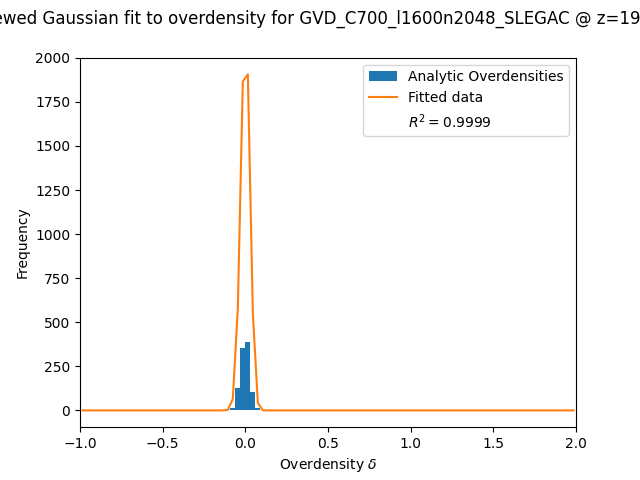 ewed Gaussian fit to overdensity for GVD_C700_l1600n2048_SLEGAC @ z=19
2000
1750
1500
1250
1000
750
500
250
0
Frequency
−1.0 −0.5 0.0 0.5 1.0 1.5 2.0
Overdensity δ
Analytic Overdensities
Fitted data
R² = 0.9999